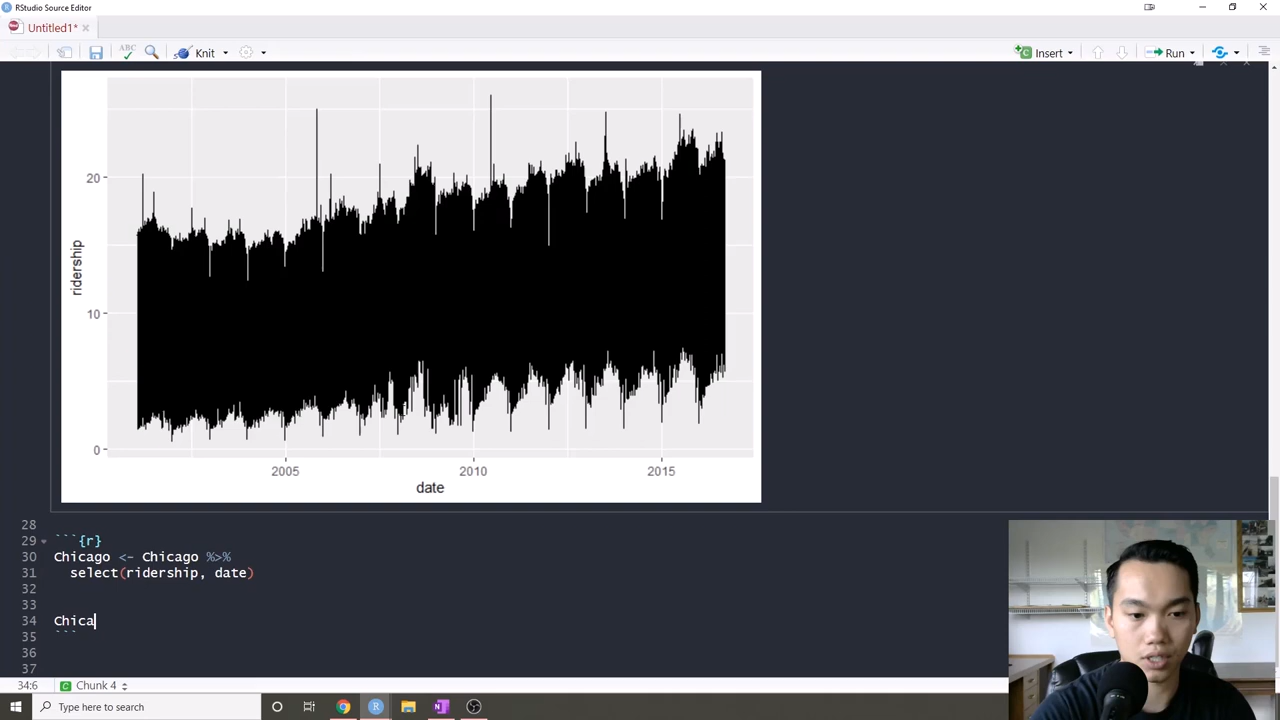 RStudio Source Editor
Untitled1*
ABC
Knit
Insert
Run
20
10
0
ridership
2005
2010
2015
date
28
29 ```{r}
30 Chicago <- Chicago %>%
31 select(ridership, date)
32
33
34 Chica
35 ```
36
37
34:6 C Chunk 4
Type here to search